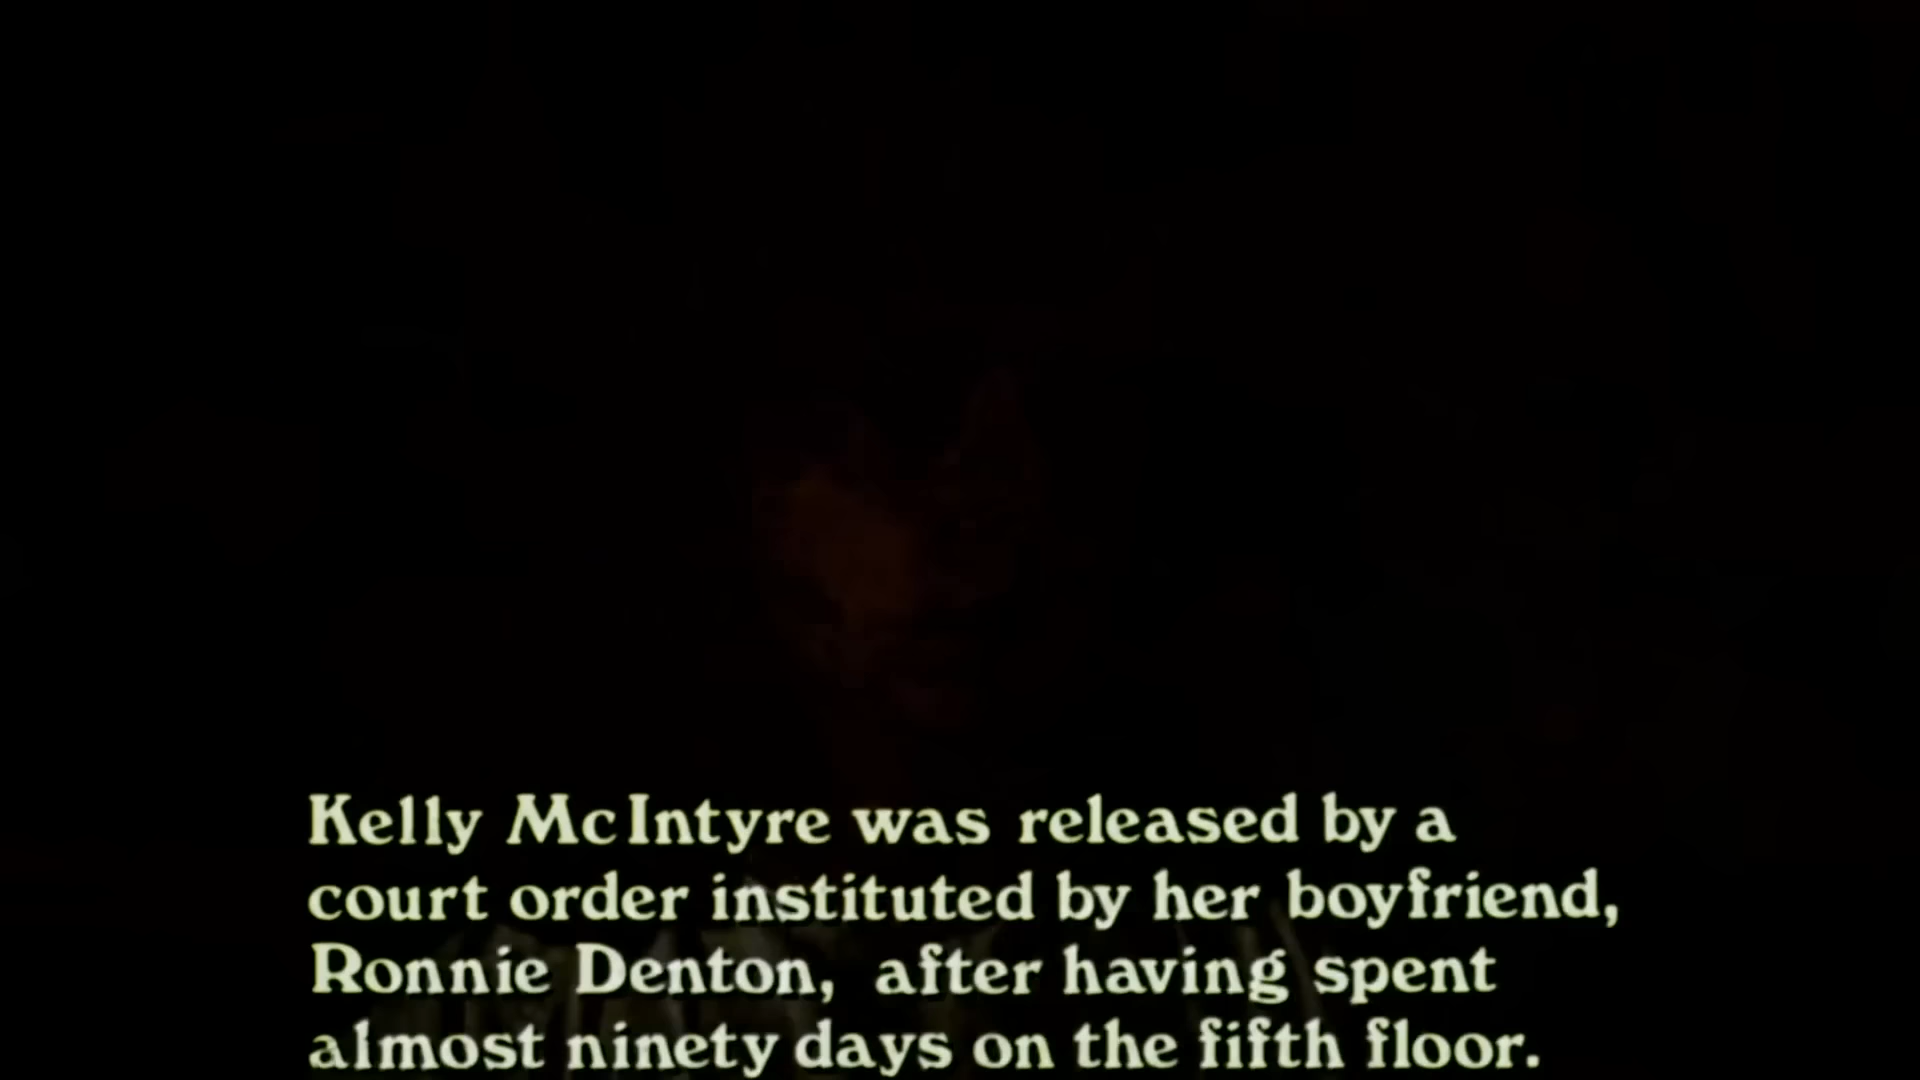 Kelly McIntyre was released by a
court order instituted by her boyfriend,
Ronnie Denton, after having spent
almost ninety days on the fifth floor.